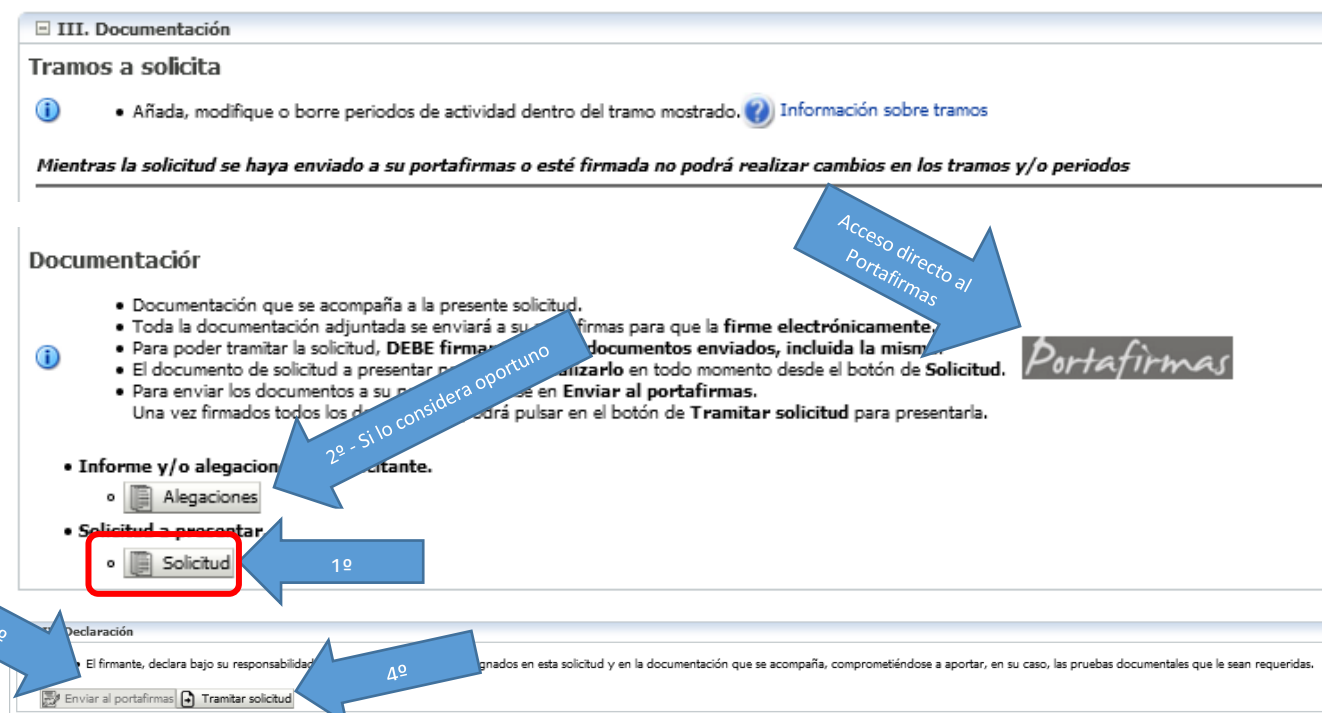 III. Documentación
Tramos a solicita
Añada, modifique o borre periodos de actividad dentro del tramo mostrado. Información sobre tramos
Mientras la solicitud se haya enviado a su portafirmas o esté firmada no podrá realizar cambios en los tramos y/o periodos
Acceso directo al
Portafirmas
Documentaciór
Documentación que se acompaña a la presente solicitud.
Toda la documentación adjuntada se enviará a su firmas para que la firme electrónicamente.
Para poder tramitar la solicitud, DEBE firmar documentos enviados, incluida la misma
El documento de solicitud a presentar en todo momento desde el botón de Solicitud.
Para enviar los documentos a su en Enviar al portafirmas.
Una vez firmados todos los pulsar en el botón de Tramitar solicitud para presentarla.
Portafirmas
2º - Si lo considera oportuno
Informe y/o
Alegaciones
Solicitud a presentar
Solicitud
1º
Declaración
El firmante, declara bajo su responsabilidad en esta solicitud y en la documentación que se acompaña, comprometiéndose a aportar, en su caso, las pruebas documentales que le sean requeridas.
4º
Enviar al portafirmas Tramitar solicitud